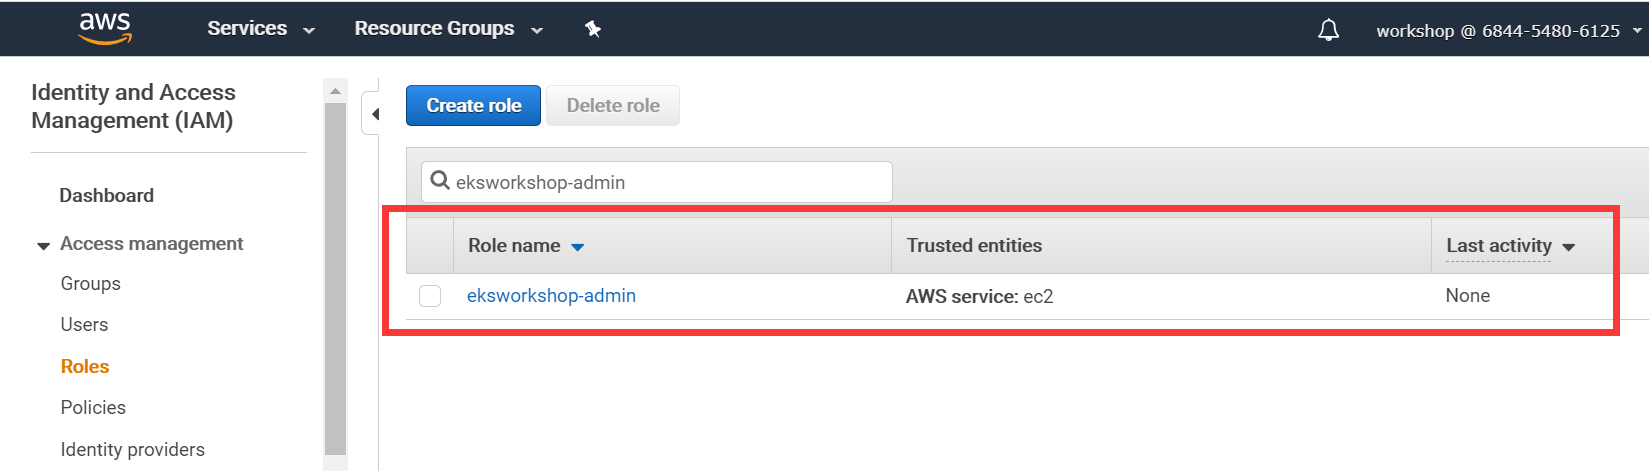 aws Services Resource Groups workshop @ 6844-5480-6125
Identity and Access
Management (IAM)
Dashboard
Access management
Groups
Users
Roles
Policies
Identity providers
Create role Delete role
eksworkshop-admin
Role name Trusted entities Last activity
eksworkshop-admin AWS service: ec2 None